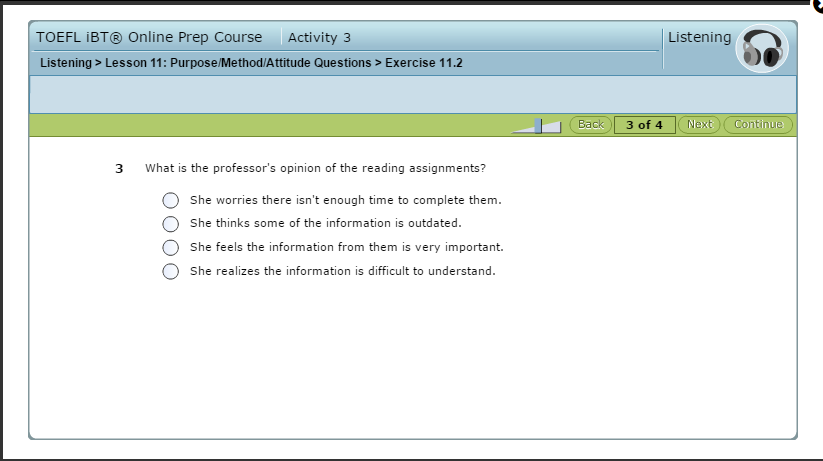 TOEFL iBT® Online Prep Course Activity 3 Listening
Listening > Lesson 11: Purpose/Method/Attitude Questions > Exercise 11.2
Back 3 of 4 Next Continue
3 What is the professor's opinion of the reading assignments?
She worries there isn't enough time to complete them.
She thinks some of the information is outdated.
She feels the information from them is very important.
She realizes the information is difficult to understand.